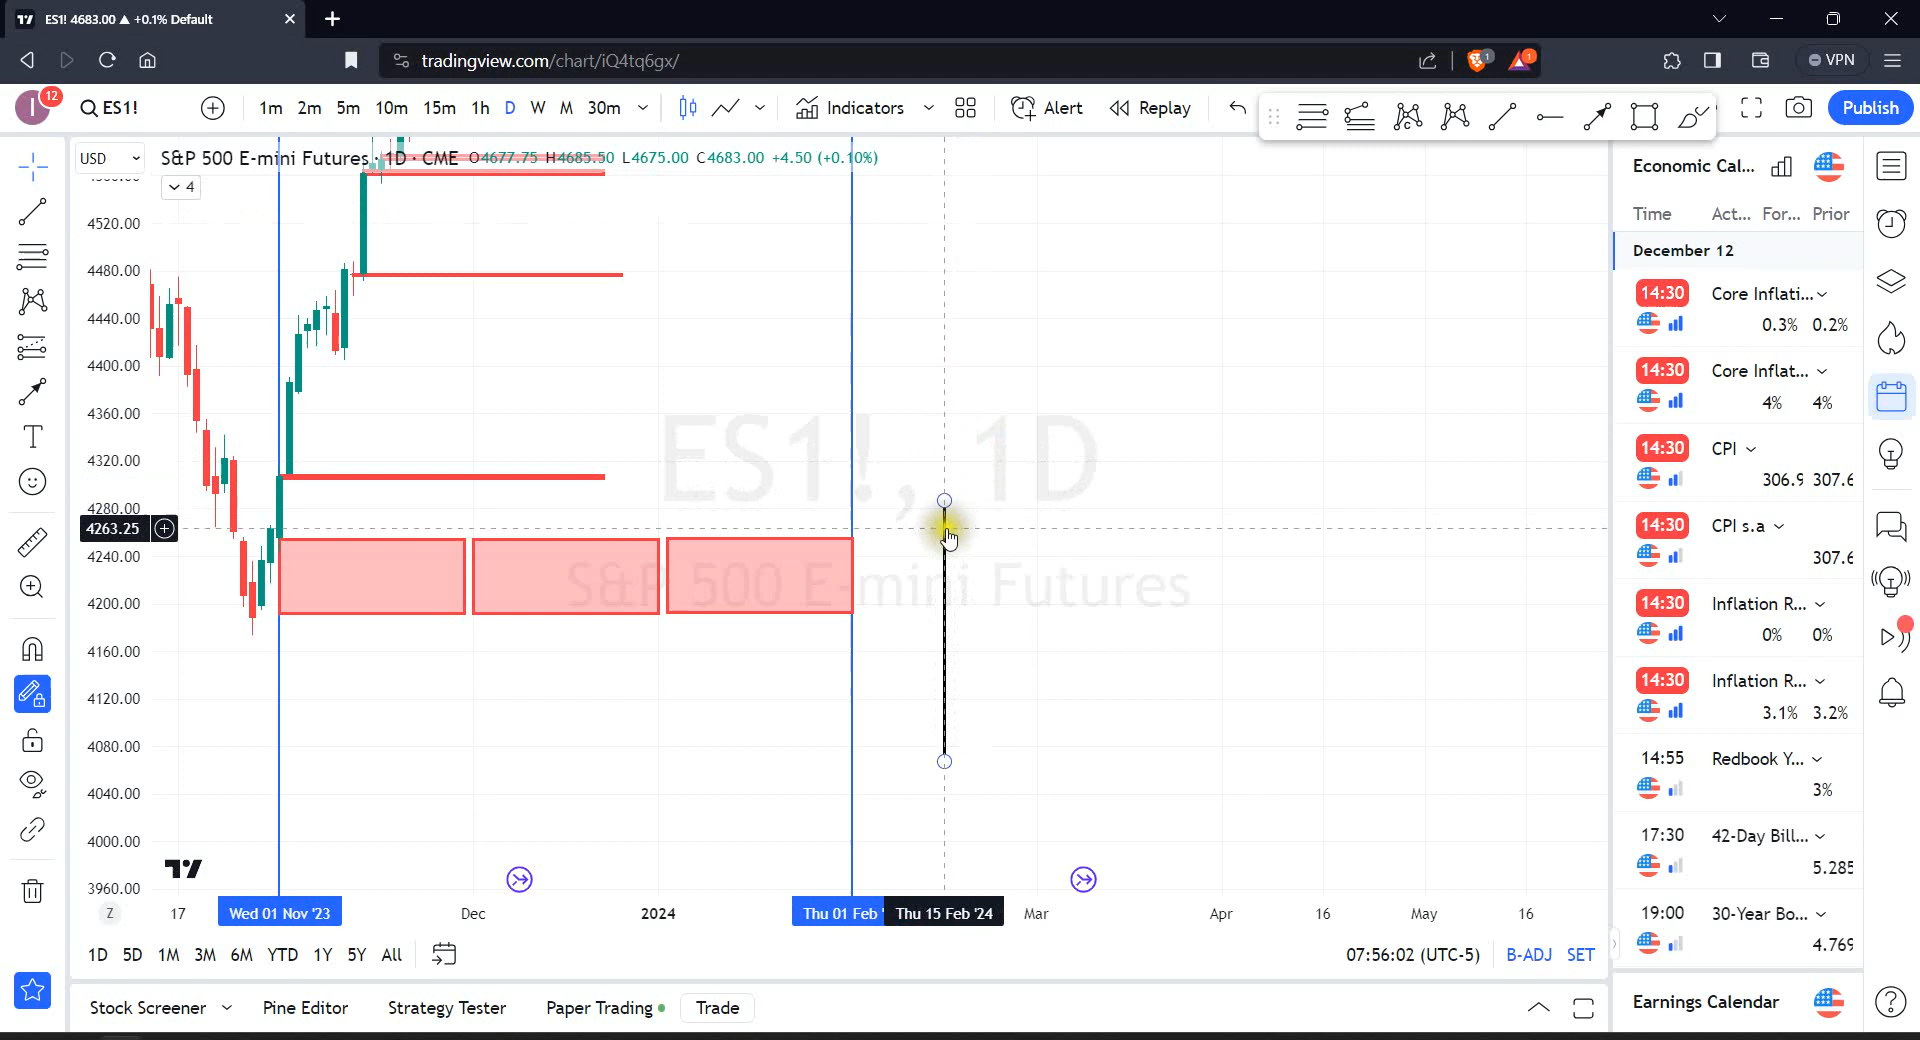 ES1! 4683.00 ▲ +0.1% Default
tradingview.com/chart/iQ4tq6gx/
1
1
VPN
I
12
ES1!
1m 2m 5m 10m 15m 1h D W M 30m
Indicators
Alert
Replay
Publish
USD
S&P 500 E-mini Futures · 1D · CME O4677.75 H4685.50 L4675.00 C4683.00 +4.50 (+0.10%)
4
4520.00
4480.00
4440.00
4400.00
4360.00
4320.00
4280.00
4263.25
4240.00
4200.00
4160.00
4120.00
4080.00
4040.00
4000.00
3960.00
ES1!, 1D
S&P 500 E-mini Futures
Z
17
Wed 01 Nov '23
Dec
2024
Thu 01 Feb '
Thu 15 Feb '24
Mar
Apr
16
May
16
1D 5D 1M 3M 6M YTD 1Y 5Y All
07:56:02 (UTC-5)
B-ADJ
SET
Stock Screener
Pine Editor
Strategy Tester
Paper Trading
Trade
Economic Cal...
Time Act... For... Prior
December 12
14:30 Core Inflati...
0.3% 0.2%
14:30 Core Inflat...
4% 4%
14:30 CPI
306.9 307.6
14:30 CPI s.a
307.6
14:30 Inflation R...
0% 0%
14:30 Inflation R...
3.1% 3.2%
14:55 Redbook Y...
3%
17:30 42-Day Bill...
5.285
19:00 30-Year Bo...
4.769
Earnings Calendar